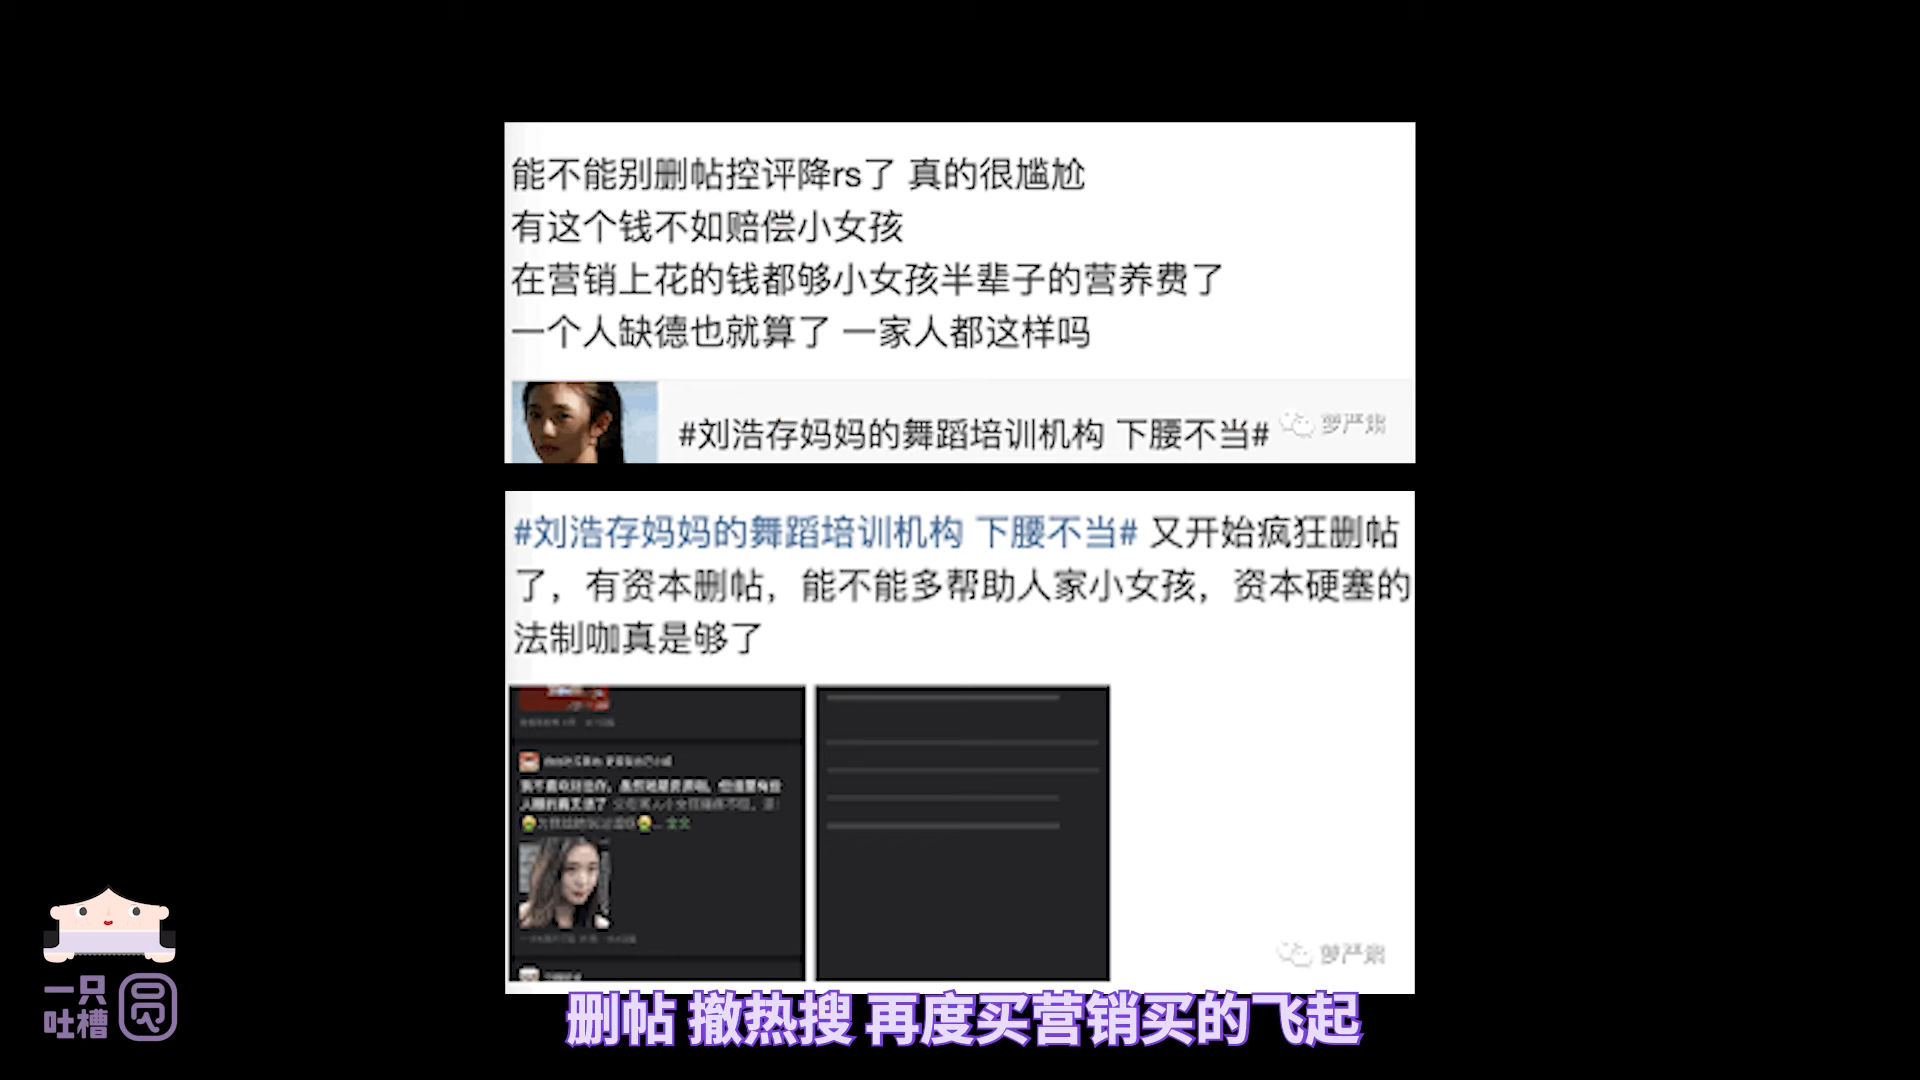 能不能别删帖控评降rs了 真的很尴尬
有这个钱不如赔偿小女孩
在营销上花的钱都够小女孩半辈子的营养费了
一个人缺德也就算了 一家人都这样吗
#刘浩存妈妈的舞蹈培训机构 下腰不当#
萝严肃
#刘浩存妈妈的舞蹈培训机构 下腰不当# 又开始疯狂删帖
了，有资本删帖，能不能多帮助人家小女孩，资本硬塞的
法制咖真是够了
萝严肃
一只
吐槽
圆
删帖 撤热搜 再度买营销买的飞起